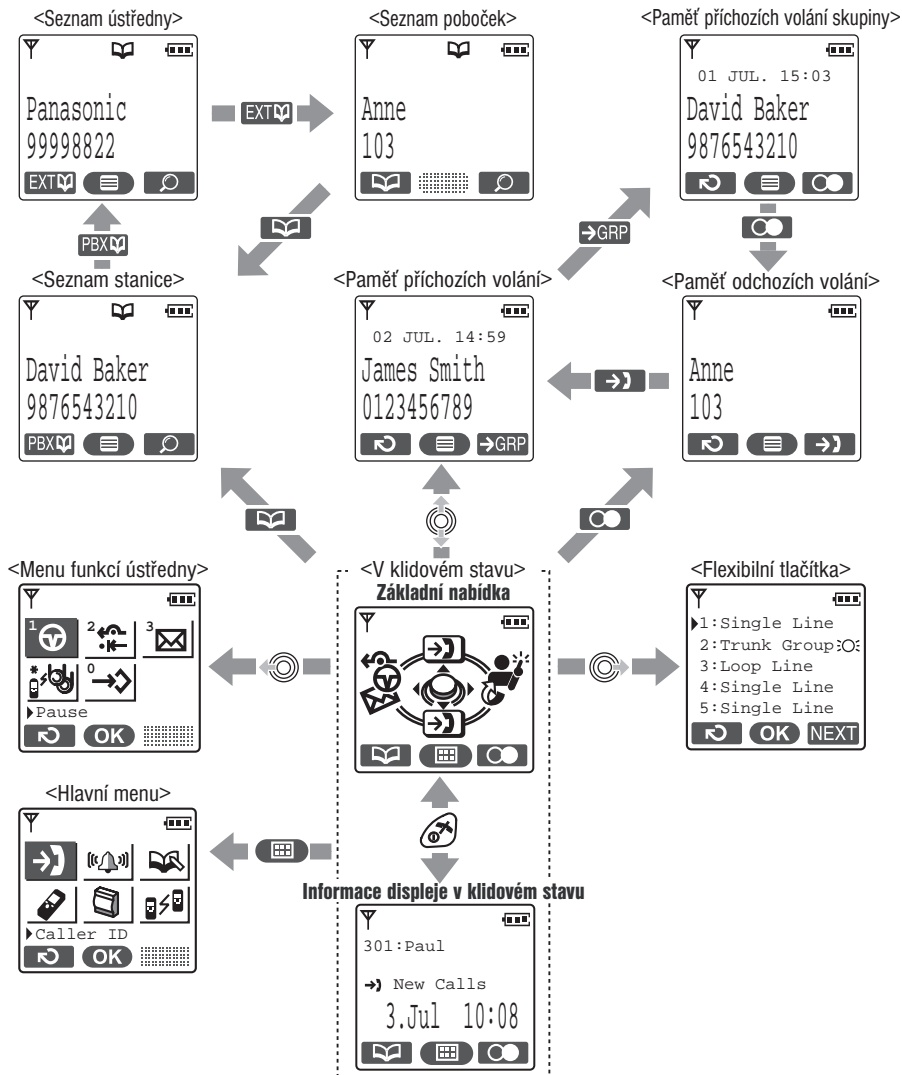 <Seznam ústředny>
Panasonic
99998822
EXT
EXT
<Seznam poboček>
Anne
103
<Paměť příchozích volání skupiny>
01 JUL. 15:03
David Baker
9876543210
PBX
<Seznam stanice>
David Baker
9876543210
PBX
<Paměť příchozích volání>
02 JUL. 14:59
James Smith
0123456789
GRP
GRP
<Paměť odchozích volání>
Anne
103
<Menu funkcí ústředny>
1
2
3
*
0
Pause
OK
<V klidovém stavu>
Základní nabídka
<Flexibilní tlačítka>
1:Single Line
2:Trunk Group
3:Loop Line
4:Single Line
5:Single Line
OK NEXT
<Hlavní menu>
Caller ID
OK
Informace displeje v klidovém stavu
301:Paul
New Calls
3.Jul 10:08